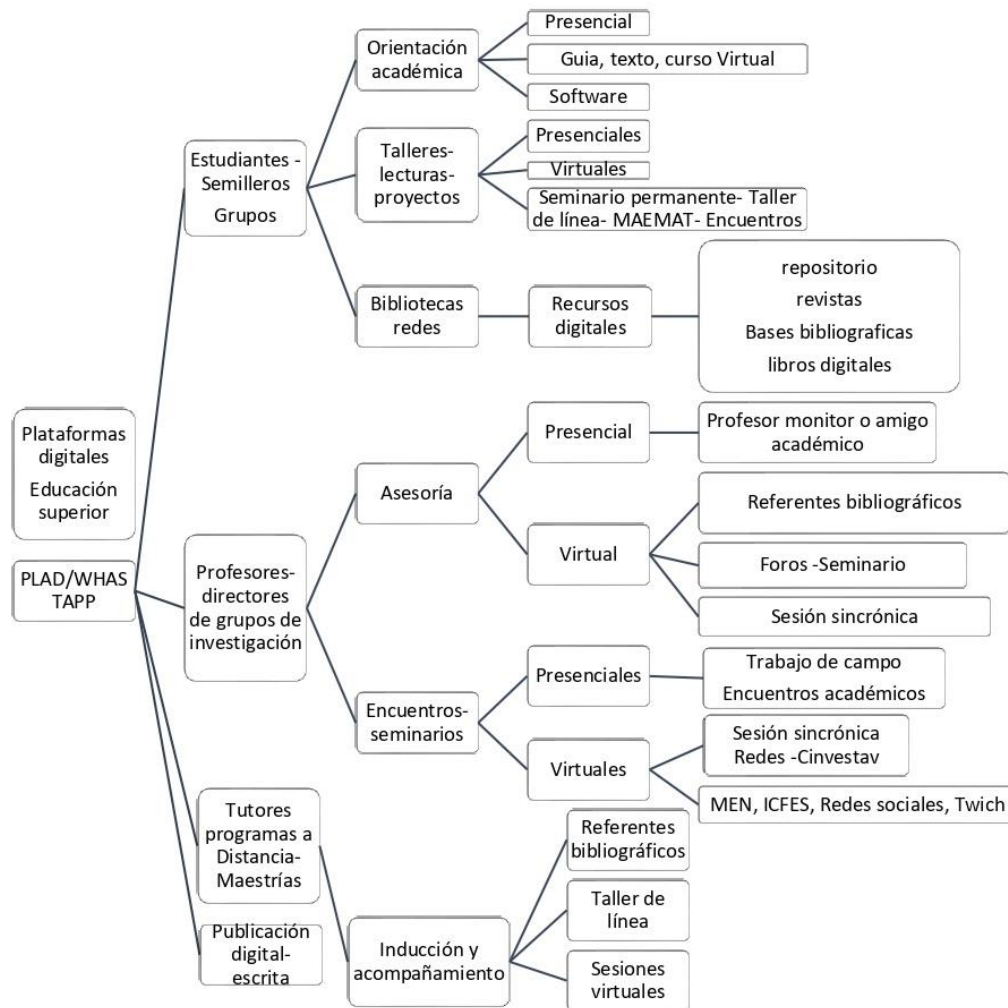 Plataformas
digitales
Educación
superior
PLAD/WHAS
TAPP
Estudiantes -
Semilleros
Grupos
Orientación
académica
Presencial
Guia, texto, curso Virtual
Software
Talleres-
lecturas-
proyectos
Presenciales
Virtuales
Seminario permanente- Taller
de línea- MAEMAT- Encuentros
Bibliotecas
redes
Recursos
digitales
repositorio
revistas
Bases bibliograficas
libros digitales
Profesores-
directores
de grupos de
investigación
Asesoría
Presencial
Profesor monitor o amigo
académico
Virtual
Referentes bibliográficos
Foros -Seminario
Sesión sincrónica
Encuentros-
seminarios
Presenciales
Trabajo de campo
Encuentros académicos
Virtuales
Sesión sincrónica
Redes -Cinvestav
MEN, ICFES, Redes sociales, Twich
Tutores
programas a
Distancia-
Maestrías
Inducción y
acompañamiento
Referentes
bibliográficos
Taller de
línea
Sesiones
virtuales
Publicación
digital-
escrita